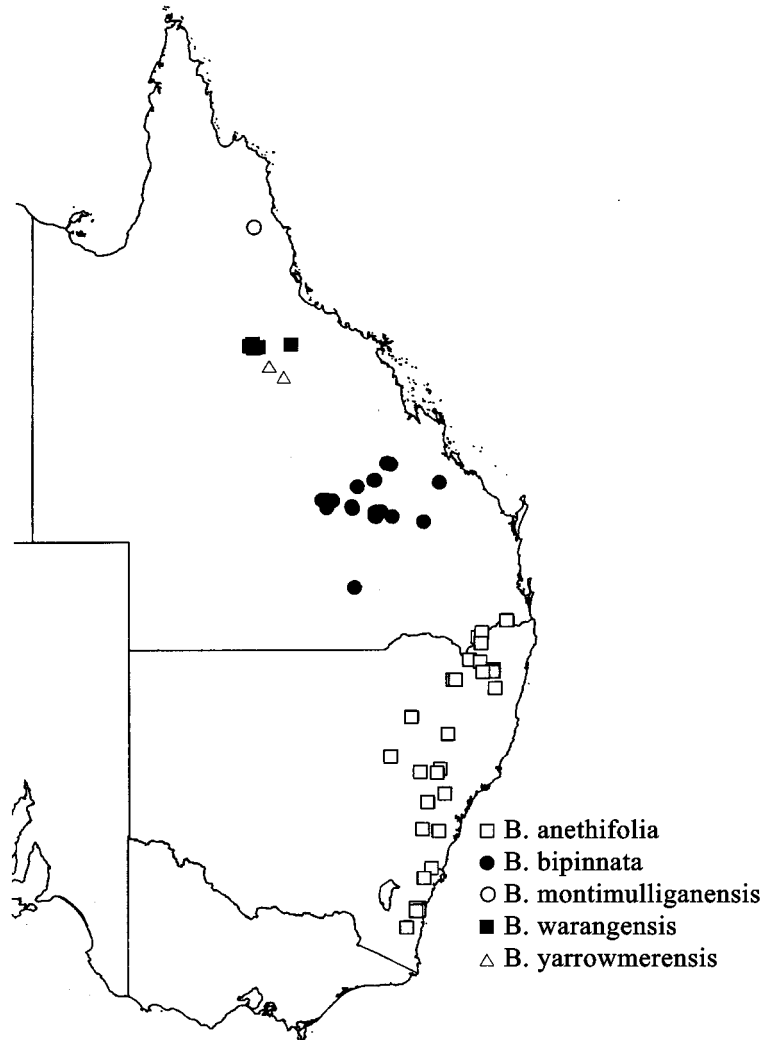 B. anethifolia
B. bipinnata
B. montimulliganensis
B. warangensis
B. yarrowmerensis